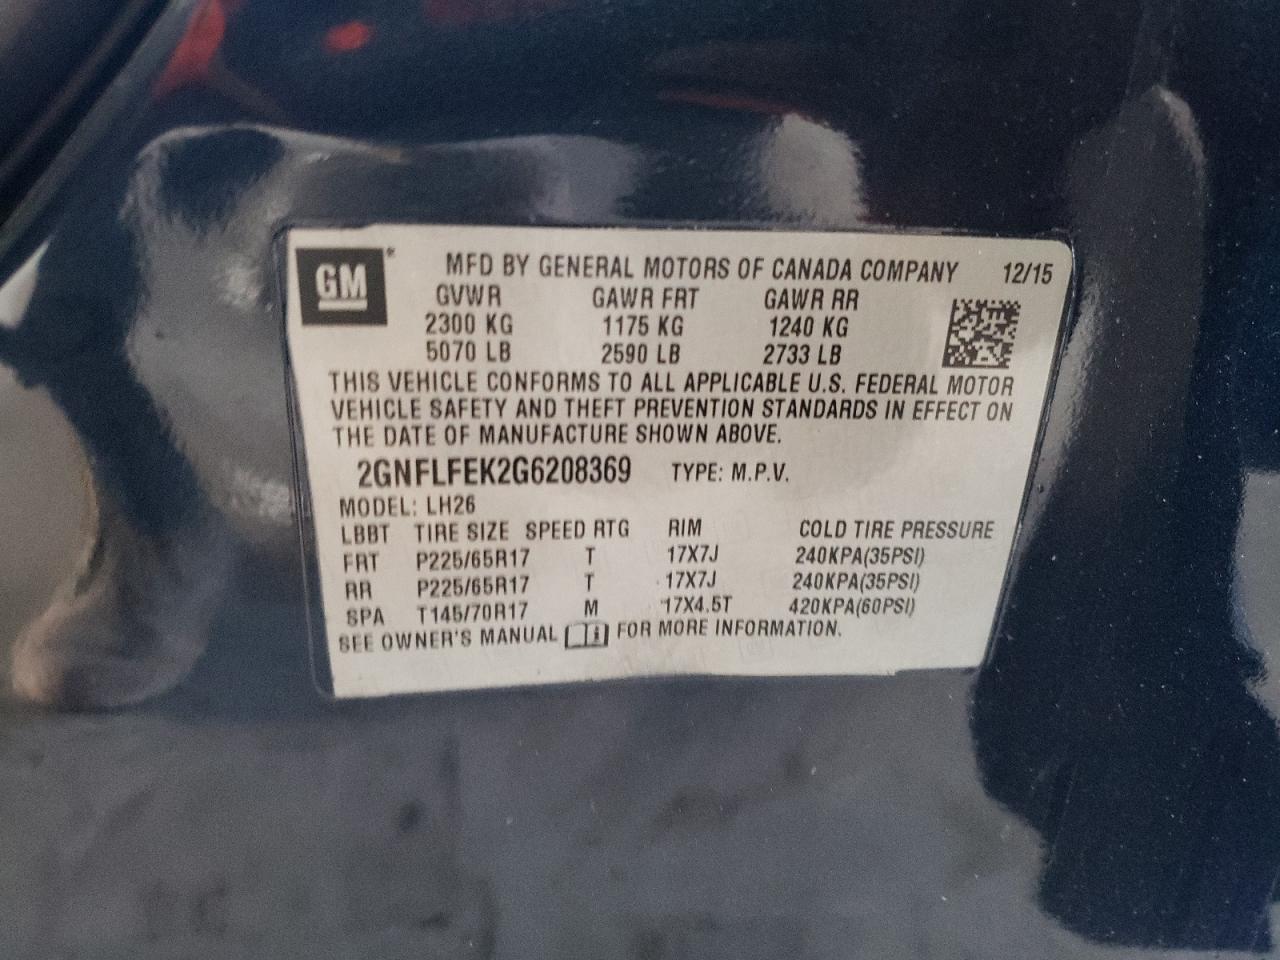 GM
MFD BY GENERAL MOTORS OF CANADA COMPANY 12/15
GVWR GAWR FRT GAWR RR
2300 KG 1175 KG 1240 KG
5070 LB 2590 LB 2733 LB
THIS VEHICLE CONFORMS TO ALL APPLICABLE U.S. FEDERAL MOTOR
VEHICLE SAFETY AND THEFT PREVENTION STANDARDS IN EFFECT ON
THE DATE OF MANUFACTURE SHOWN ABOVE.
2GNFLFEK2G6208369 TYPE: M.P.V.
MODEL: LH26
LBBT TIRE SIZE SPEED RTG RIM COLD TIRE PRESSURE
FRT P225/65R17 T 17X7J 240KPA(35PSI)
RR P225/65R17 T 17X7J 240KPA(35PSI)
SPA T145/70R17 M 17X4.5T 420KPA(60PSI)
SEE OWNER'S MANUAL FOR MORE INFORMATION.